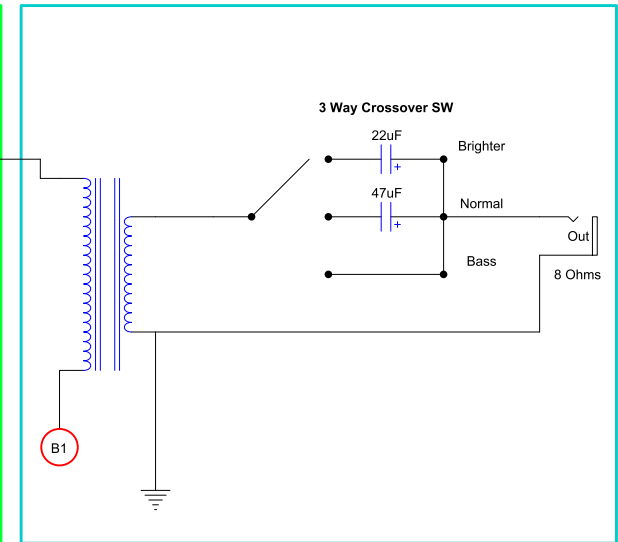 3 Way Crossover SW
22uF
+
Brighter
47uF
+
Normal
Out
Bass
8 Ohms
B1